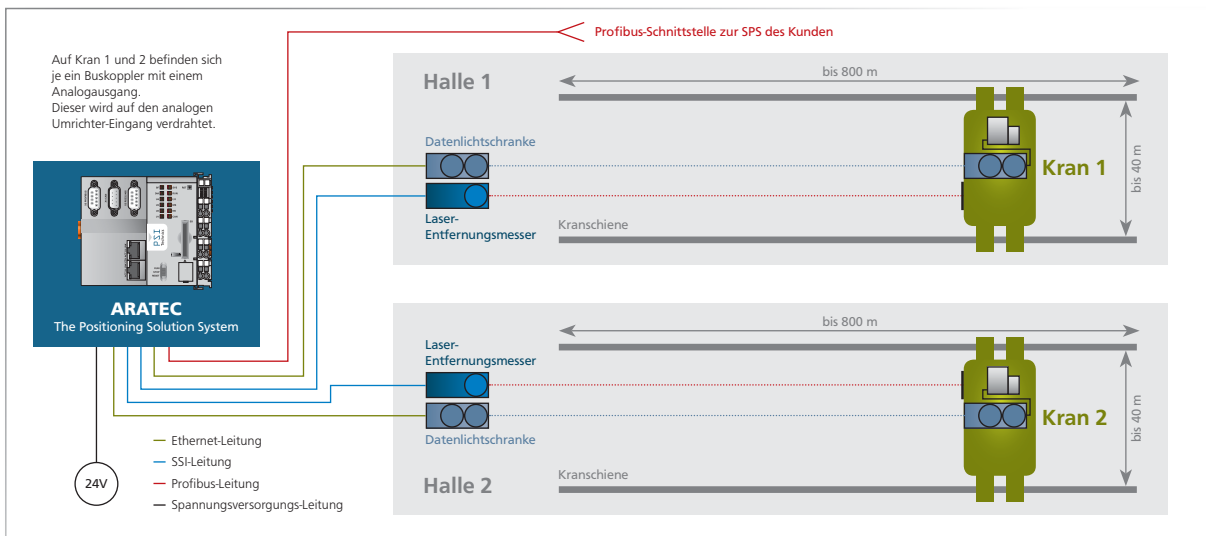 Profibus-Schnittstelle zur SPS des Kunden
Auf Kran 1 und 2 befinden sich
je ein Buskoppler mit einem
Analogausgang.
Dieser wird auf den analogen
Umrichter-Eingang verdrahtet.
Halle 1
bis 800 m
Datenlichtschranke
Kran 1
bis 40 m
Laser-
Entfernungsmesser
Kranschiene
PSI
ARATEC
The Positioning Solution System
bis 800 m
Laser-
Entfernungsmesser
Kran 2
bis 40 m
Datenlichtschranke
Kranschiene
Halle 2
Ethernet-Leitung
SSI-Leitung
Profibus-Leitung
Spannungsversorgungs-Leitung
24V